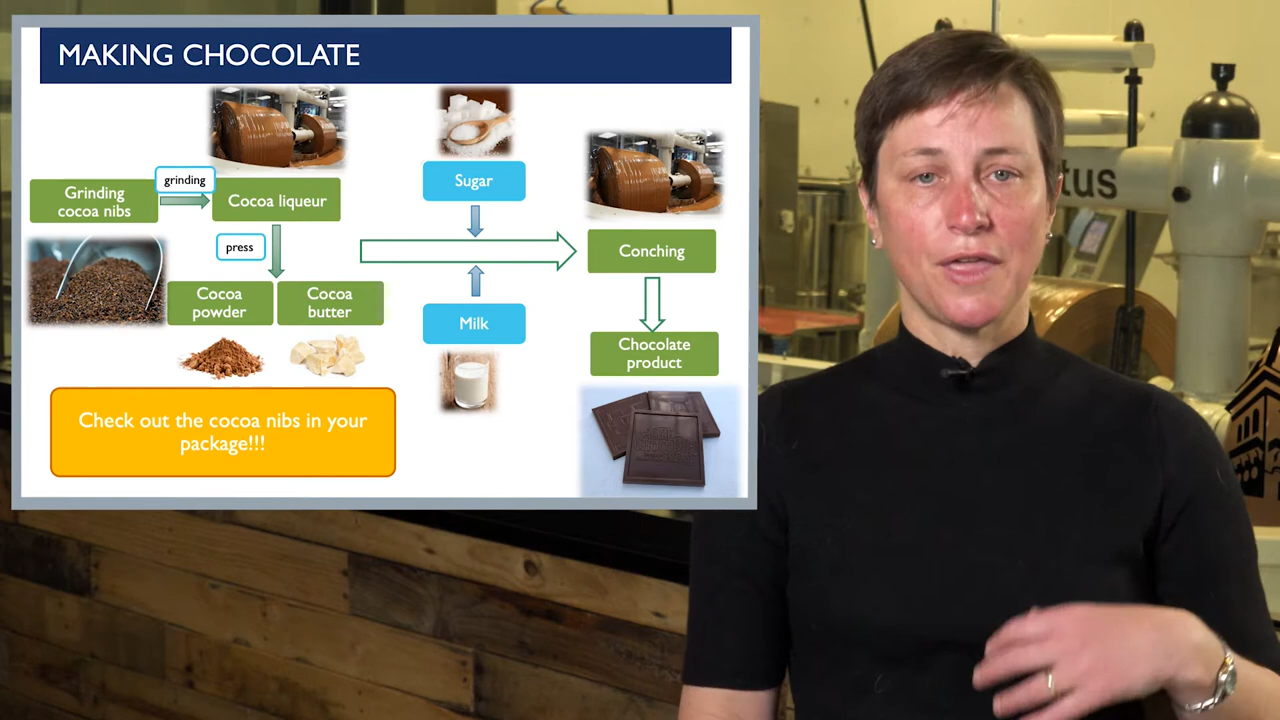 MAKING CHOCOLATE
Grinding
cocoa nibs
grinding
Cocoa liqueur
press
Cocoa
powder
Cocoa
butter
Sugar
Milk
Conching
Chocolate
product
Check out the cocoa nibs in your
package!!!
tus